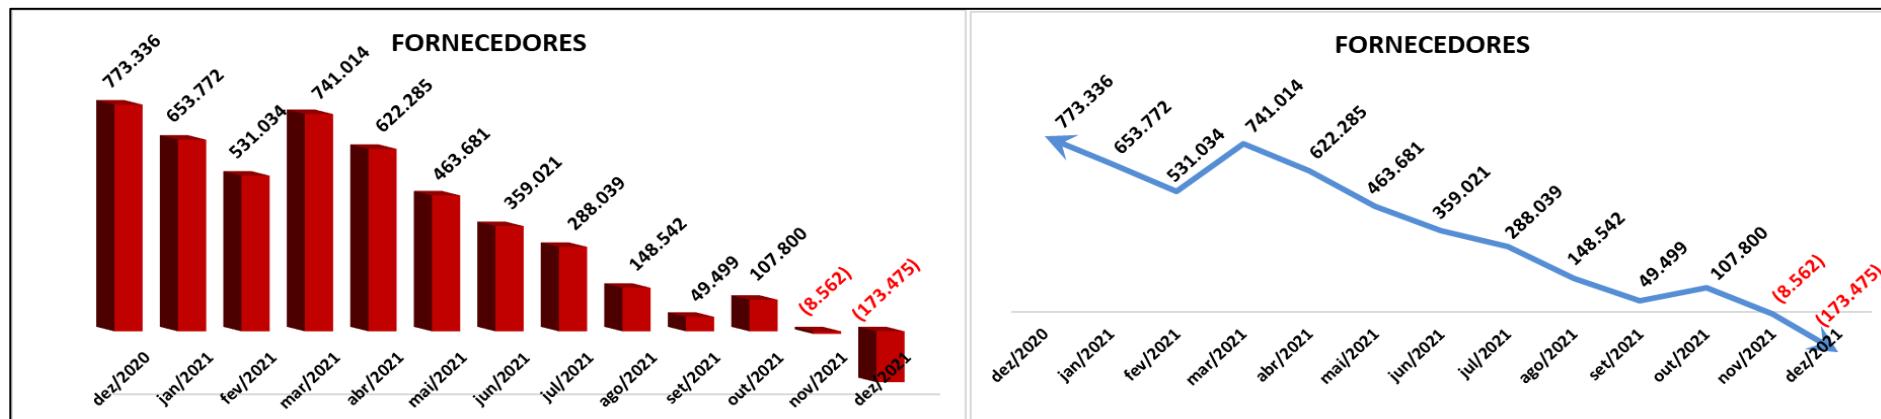 FORNECEDORES
773.336
653.772
531.034
741.014
622.285
463.681
359.021
288.039
148.542
49.499
107.800
(8.562)
(173.475)
dez/2020
jan/2021
fev/2021
mar/2021
abr/2021
mai/2021
jun/2021
jul/2021
ago/2021
set/2021
out/2021
nov/2021
dez/2021
FORNECEDORES
773.336
653.772
531.034
741.014
622.285
463.681
359.021
288.039
148.542
49.499
107.800
(8.562)
(173.475)
dez/2020
jan/2021
fev/2021
mar/2021
abr/2021
mai/2021
jun/2021
jul/2021
ago/2021
set/2021
out/2021
nov/2021
dez/2021